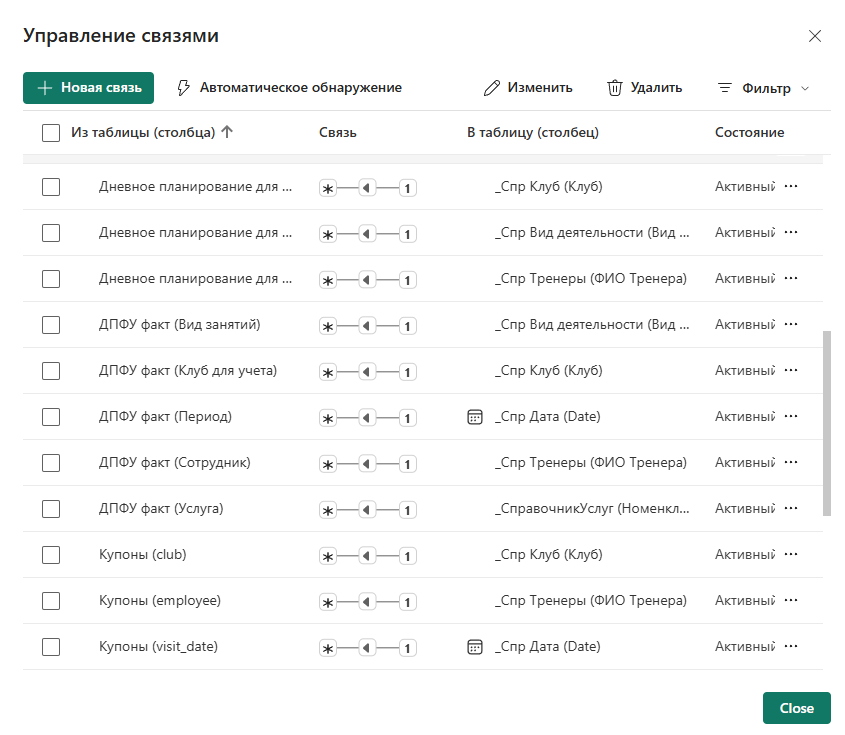 Управление связями
Новая связь Автоматическое обнаружение Изменить Удалить Фильтр
Из таблицы (столбца) Связь В таблицу (столбец) Состояние
Дневное планирование для ... * 1 _Спр Клуб (Клуб) Активный ...
Дневное планирование для ... * 1 _Спр Вид деятельности (Вид ... Активный ...
Дневное планирование для ... * 1 _Спр Тренеры (ФИО Тренера) Активный ...
ДПФУ факт (Вид занятий) * 1 _Спр Вид деятельности (Вид ... Активный ...
ДПФУ факт (Клуб для учета) * 1 _Спр Клуб (Клуб) Активный ...
ДПФУ факт (Период) * 1 _Спр Дата (Date) Активный ...
ДПФУ факт (Сотрудник) * 1 _Спр Тренеры (ФИО Тренера) Активный ...
ДПФУ факт (Услуга) * 1 _СправочникУслуг (Номенкл... Активный ...
Купоны (club) * 1 _Спр Клуб (Клуб) Активный ...
Купоны (employee) * 1 _Спр Тренеры (ФИО Тренера) Активный ...
Купоны (visit_date) * 1 _Спр Дата (Date) Активный ...
Close